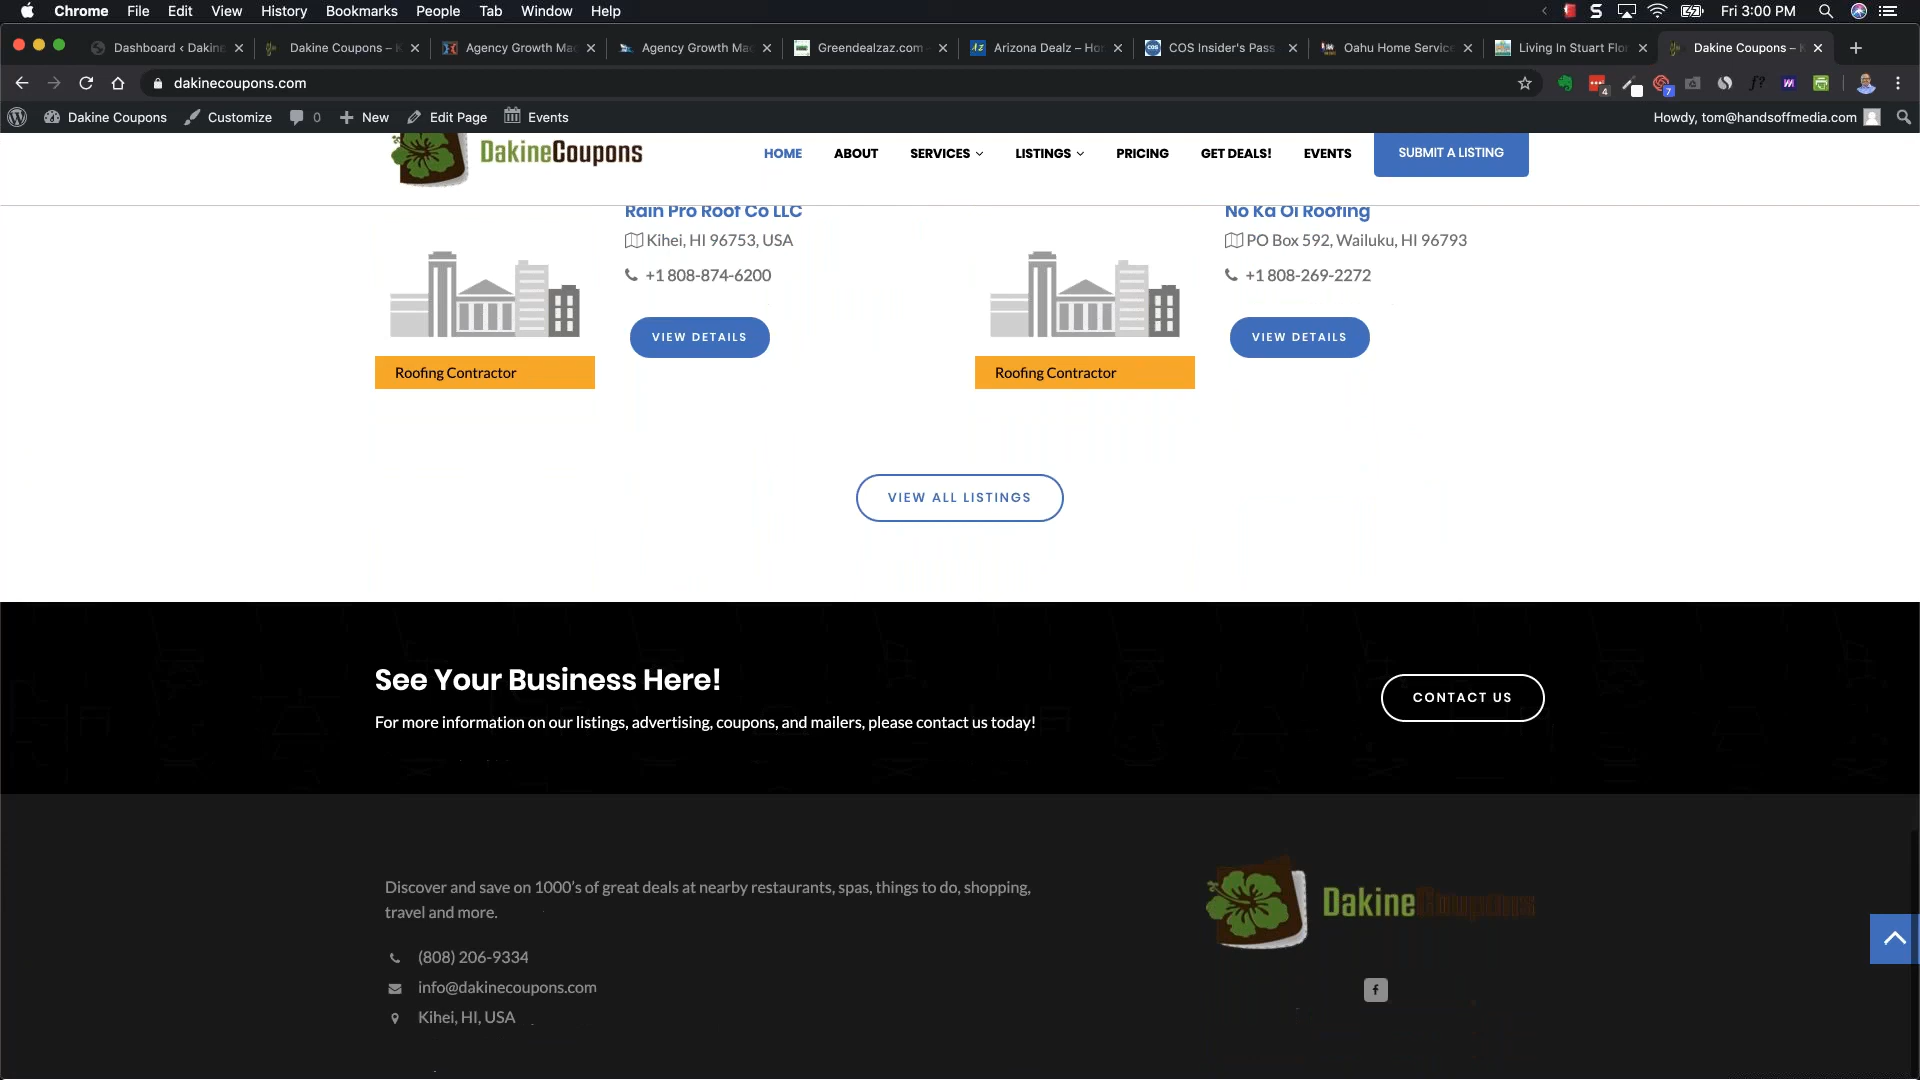 Chrome File Edit View History Bookmarks People Tab Window Help Fri 3:00 PM
Dashboard ‹ Dakine Dakine Coupons – K Agency Growth Mac Agency Growth Mac Greendealzaz.com – Arizona Dealz – Hor COS Insider's Pass Oahu Home Service Living In Stuart Flor Dakine Coupons – K
dakinecoupons.com 4 7 f?
Dakine Coupons Customize 0 New Edit Page Events Howdy, tom@handsoffmedia.com
DakineCoupons HOME ABOUT SERVICES LISTINGS PRICING GET DEALS! EVENTS SUBMIT A LISTING
Rain Pro Roof Co LLC
Kihei, HI 96753, USA
+1 808-874-6200
VIEW DETAILS
Roofing Contractor
No Ka Oi Roofing
PO Box 592, Wailuku, HI 96793
+1 808-269-2272
VIEW DETAILS
Roofing Contractor
VIEW ALL LISTINGS
See Your Business Here!
For more information on our listings, advertising, coupons, and mailers, please contact us today!
CONTACT US
Discover and save on 1000's of great deals at nearby restaurants, spas, things to do, shopping,
travel and more.
(808) 206-9334
info@dakinecoupons.com
Kihei, HI, USA
DakineCoupons